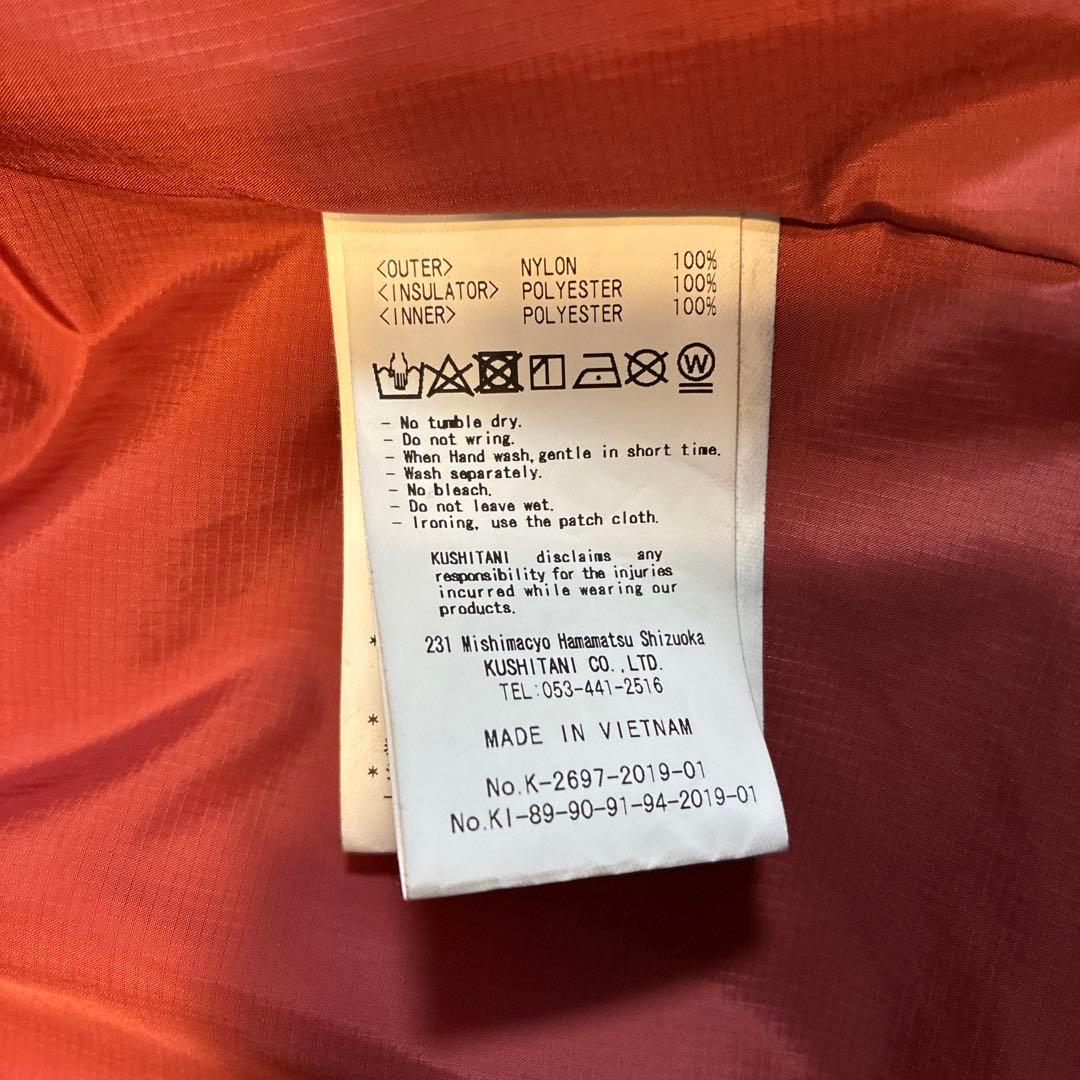 <OUTER> NYLON 100%
<INSULATOR> POLYESTER 100%
<INNER> POLYESTER 100%
W
- No tumble dry.
- Do not wring.
- When Hand wash, gentle in short time.
- Wash separately.
- No bleach.
- Do not leave wet.
- Ironing, use the patch cloth.
KUSHITANI disclaims any
responsibility for the injuries
incurred while wearing our
products.
231 Mishimacyo Hamamatsu Shizuoka
KUSHITANI CO.,LTD.
TEL:053-441-2516
MADE IN VIETNAM
No.K-2697-2019-01
No.KI-89-90-91-94-2019-01